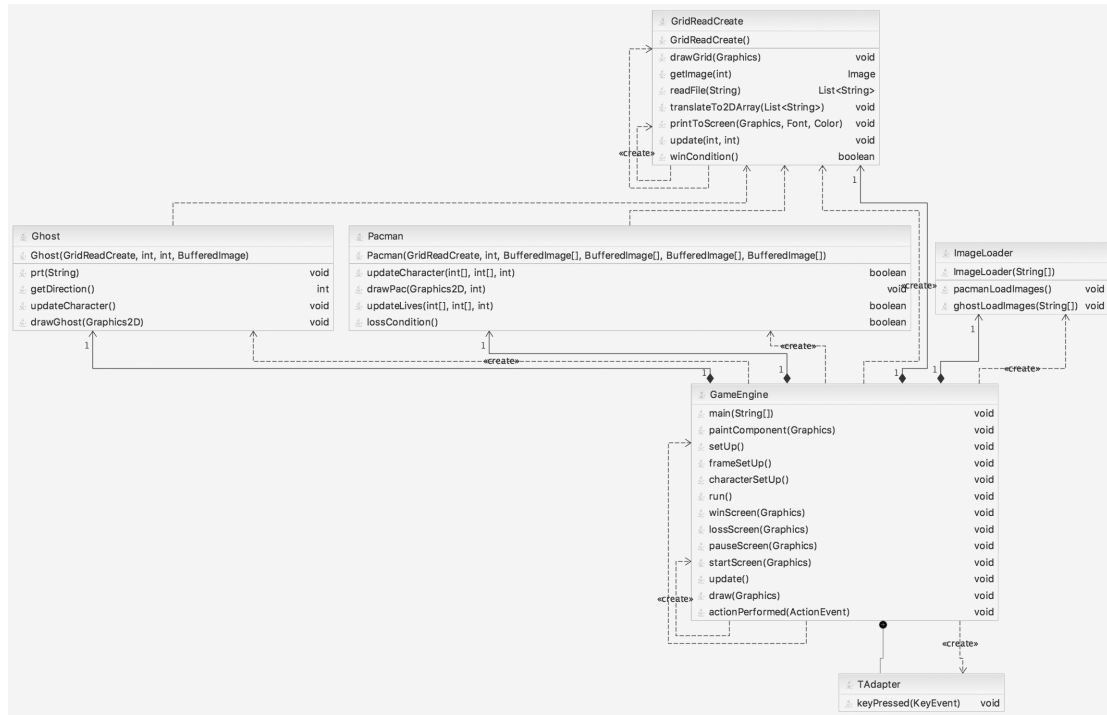 GridReadCreate
GridReadCreate()
drawGrid(Graphics) void
getImage(int) Image
readFile(String) List<String>
translateTo2DArray(List<String>) void
printToScreen(Graphics, Font, Color) void
update(int, int) void
winCondition() boolean
«create»
1
Ghost
Ghost(GridReadCreate, int, int, BufferedImage)
prt(String) void
getDirection() int
updateCharacter() void
drawGhost(Graphics2D) void
Pacman
Pacman(GridReadCreate, int, BufferedImage[], BufferedImage[], BufferedImage[], BufferedImage[])
updateCharacter(int[], int[], int) boolean
drawPac(Graphics2D, int) void
updateLives(int[], int[], int) boolean
lossCondition() boolean
«create»
ImageLoader
ImageLoader(String[])
pacmanLoadImages() void
ghostLoadImages(String[]) void
1
1
1
«create»
«create»
«create»
1
1
1
1
GameEngine
main(String[]) void
paintComponent(Graphics) void
setUp() void
frameSetUp() void
characterSetUp() void
run() void
winScreen(Graphics) void
lossScreen(Graphics) void
pauseScreen(Graphics) void
startScreen(Graphics) void
update() void
draw(Graphics) void
actionPerformed(ActionEvent) void
«create»
«create»
TAdapter
keyPressed(KeyEvent) void